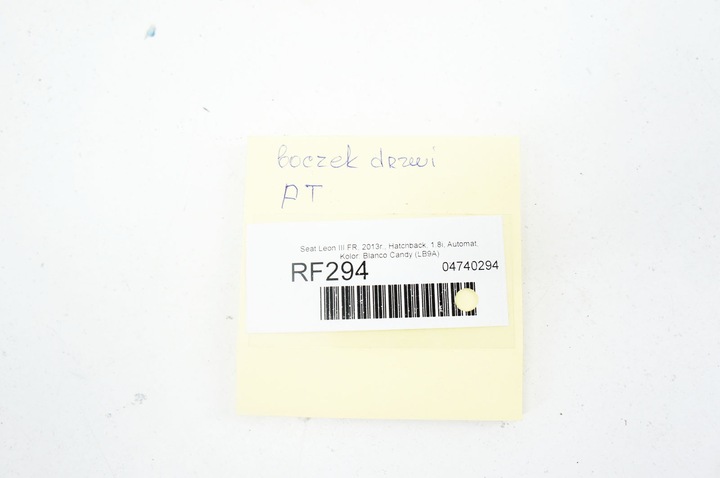 boczek drzwi
PT
Seat Leon III FR, 2013r., Hatchback, 1.8i, Automat,
Kolor: Blanco Candy (LB9A)
RF294 04740294